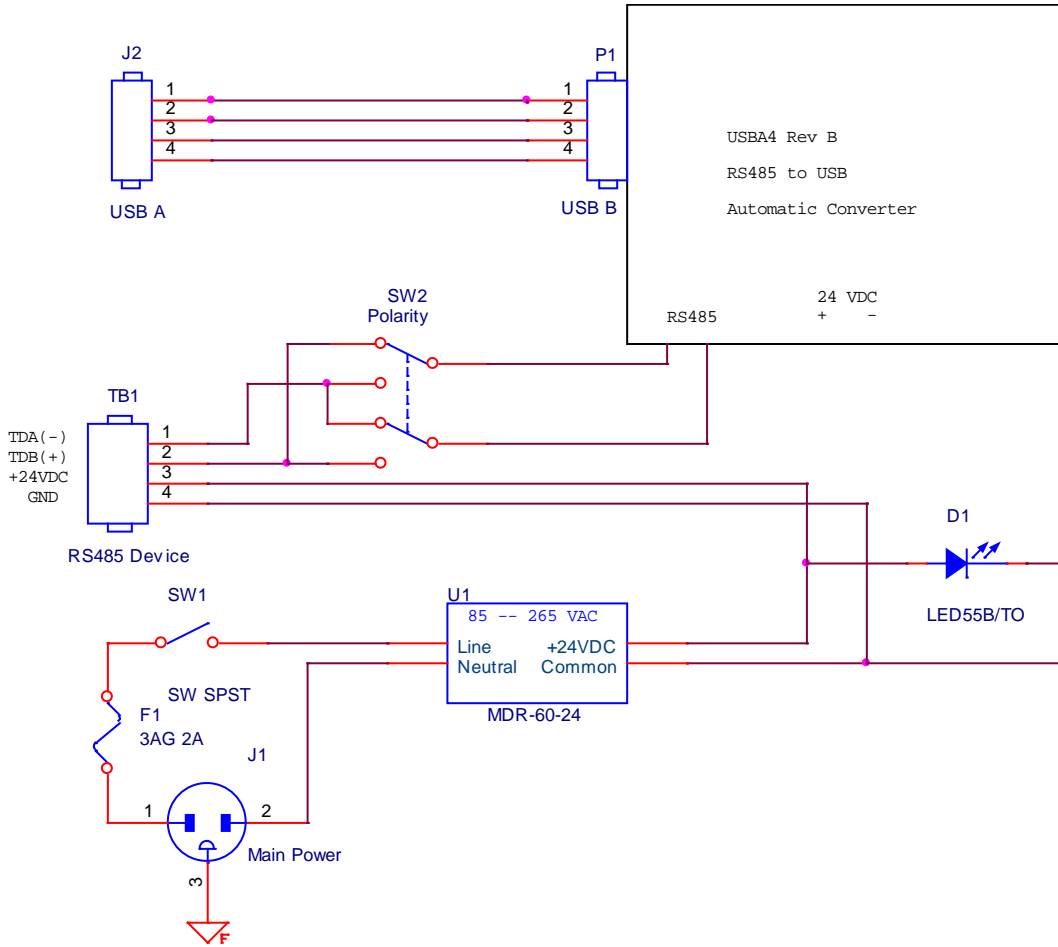 J2
P1
1
2
3
4
1
2
3
4
USB A
USB B
USBA4 Rev B
RS485 to USB
Automatic Converter
24 VDC
+ -
RS485
SW2
Polarity
TB1
TDA(-)
TDB(+)
+24VDC
GND
1
2
3
4
RS485 Device
D1
LED55B/TO
SW1
SW SPST
U1
85 -- 265 VAC
Line +24VDC
Neutral Common
MDR-60-24
F1
3AG 2A
J1
1
2
Main Power
3
F